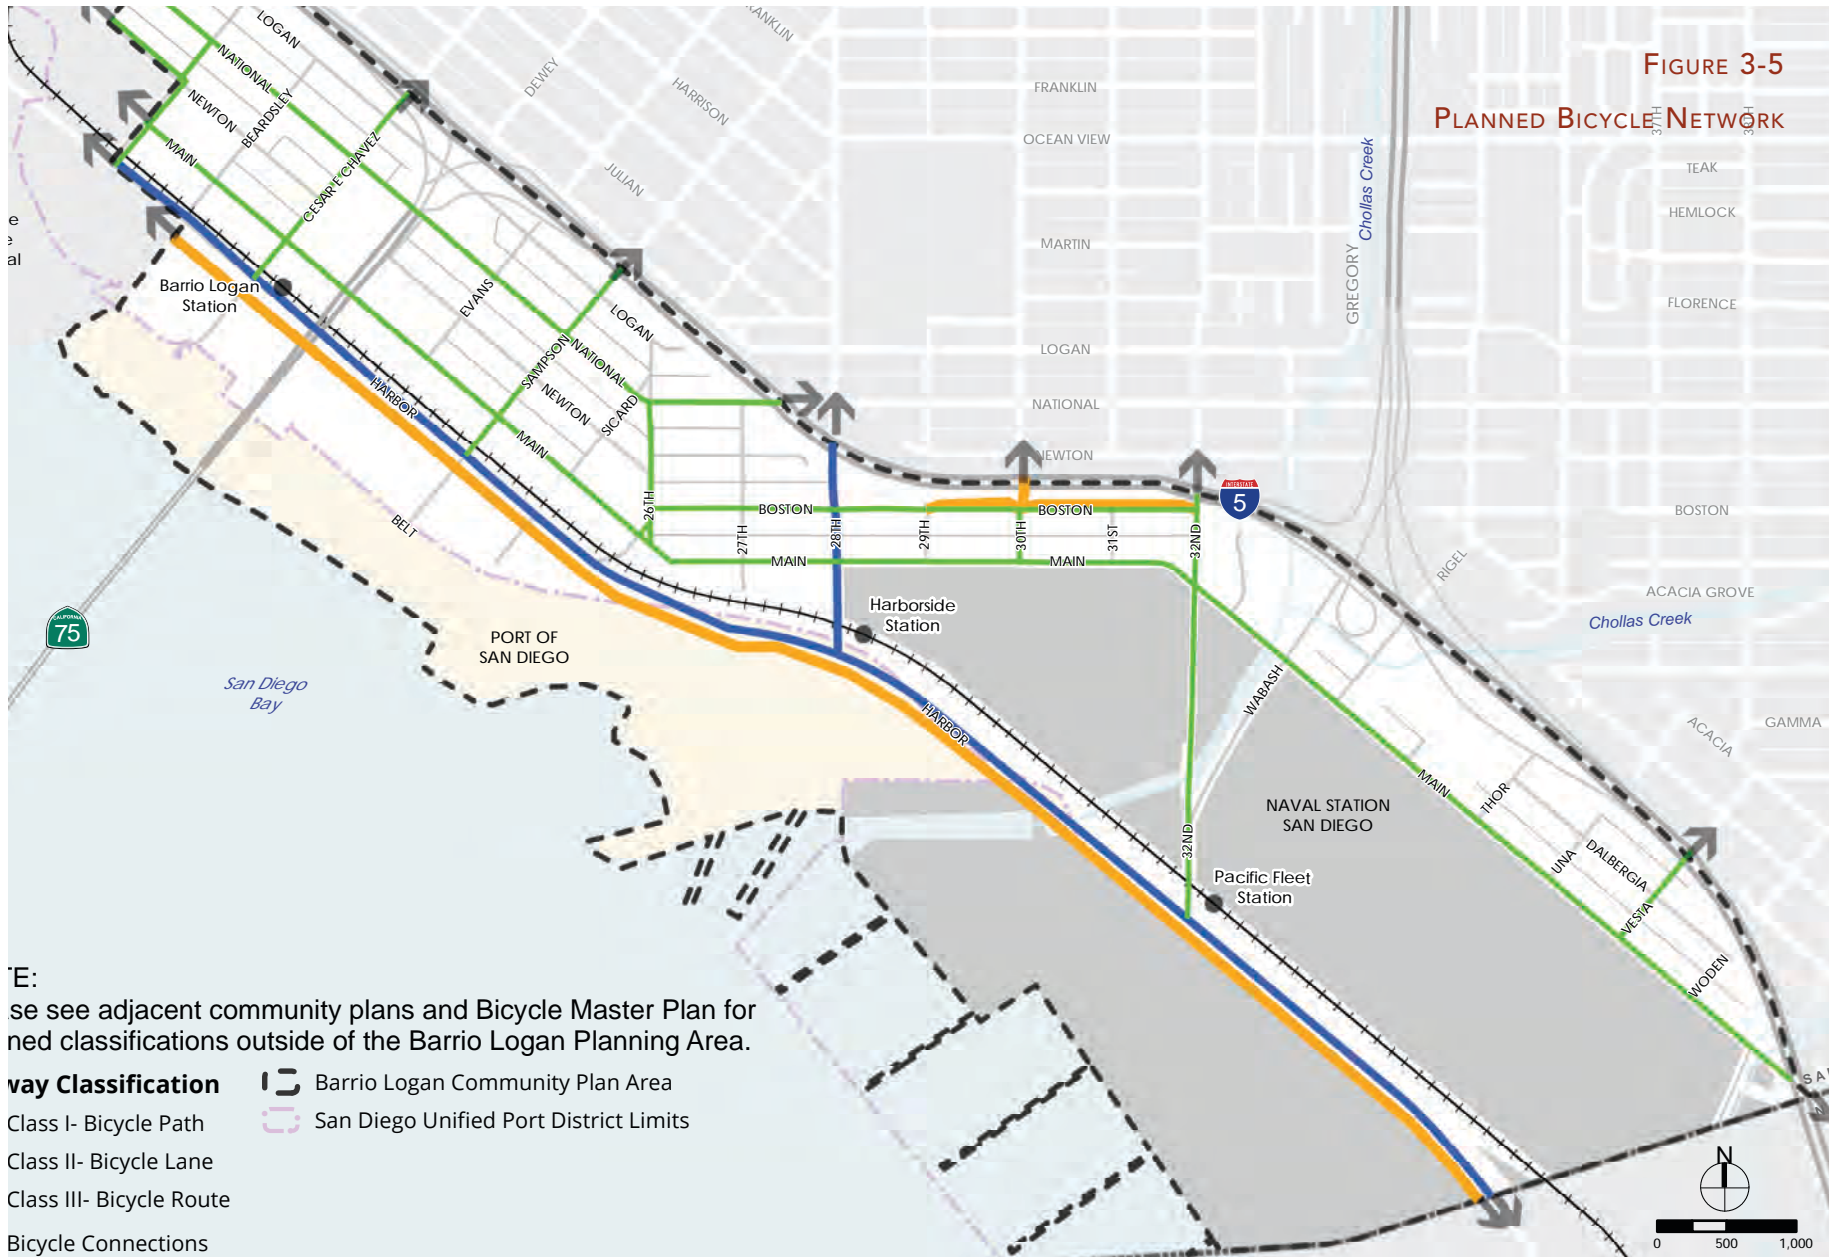 FIGURE 3-5
PLANNED BICYCLE NETWORK
LOGAN
NATIONAL
NEWTON
BEARDSLEY
MAIN
CESAR E CHAVEZ
DEWEY
HARRISON
JULIAN
FRANKLIN
OCEAN VIEW
MARTIN
LOGAN
NATIONAL
NEWTON
GREGORY
Chollas Creek
37TH
TEAK
HEMLOCK
FLORENCE
BOSTON
ACACIA GROVE
Chollas Creek
RIGEL
ACACIA
GAMMA
e
e
al
Barrio Logan
Station
EVANS
LOGAN
SAMPSON
NATIONAL
NEWTON
SICARD
HARBOR
MAIN
BELT
26TH
27TH
28TH
29TH
30TH
31ST
32ND
BOSTON
BOSTON
MAIN
MAIN
INTERSTATE
5
CALIFORNIA
75
Harborside
Station
PORT OF
SAN DIEGO
San Diego
Bay
HARBOR
WABASH
NAVAL STATION
SAN DIEGO
32ND
Pacific Fleet
Station
MAIN
THOR
UNA
DALBERGIA
VESTA
WODEN
TE:
se see adjacent community plans and Bicycle Master Plan for
ned classifications outside of the Barrio Logan Planning Area.
way Classification
Class I- Bicycle Path
Class II- Bicycle Lane
Class III- Bicycle Route
Bicycle Connections
Barrio Logan Community Plan Area
San Diego Unified Port District Limits
N
0 500 1,000